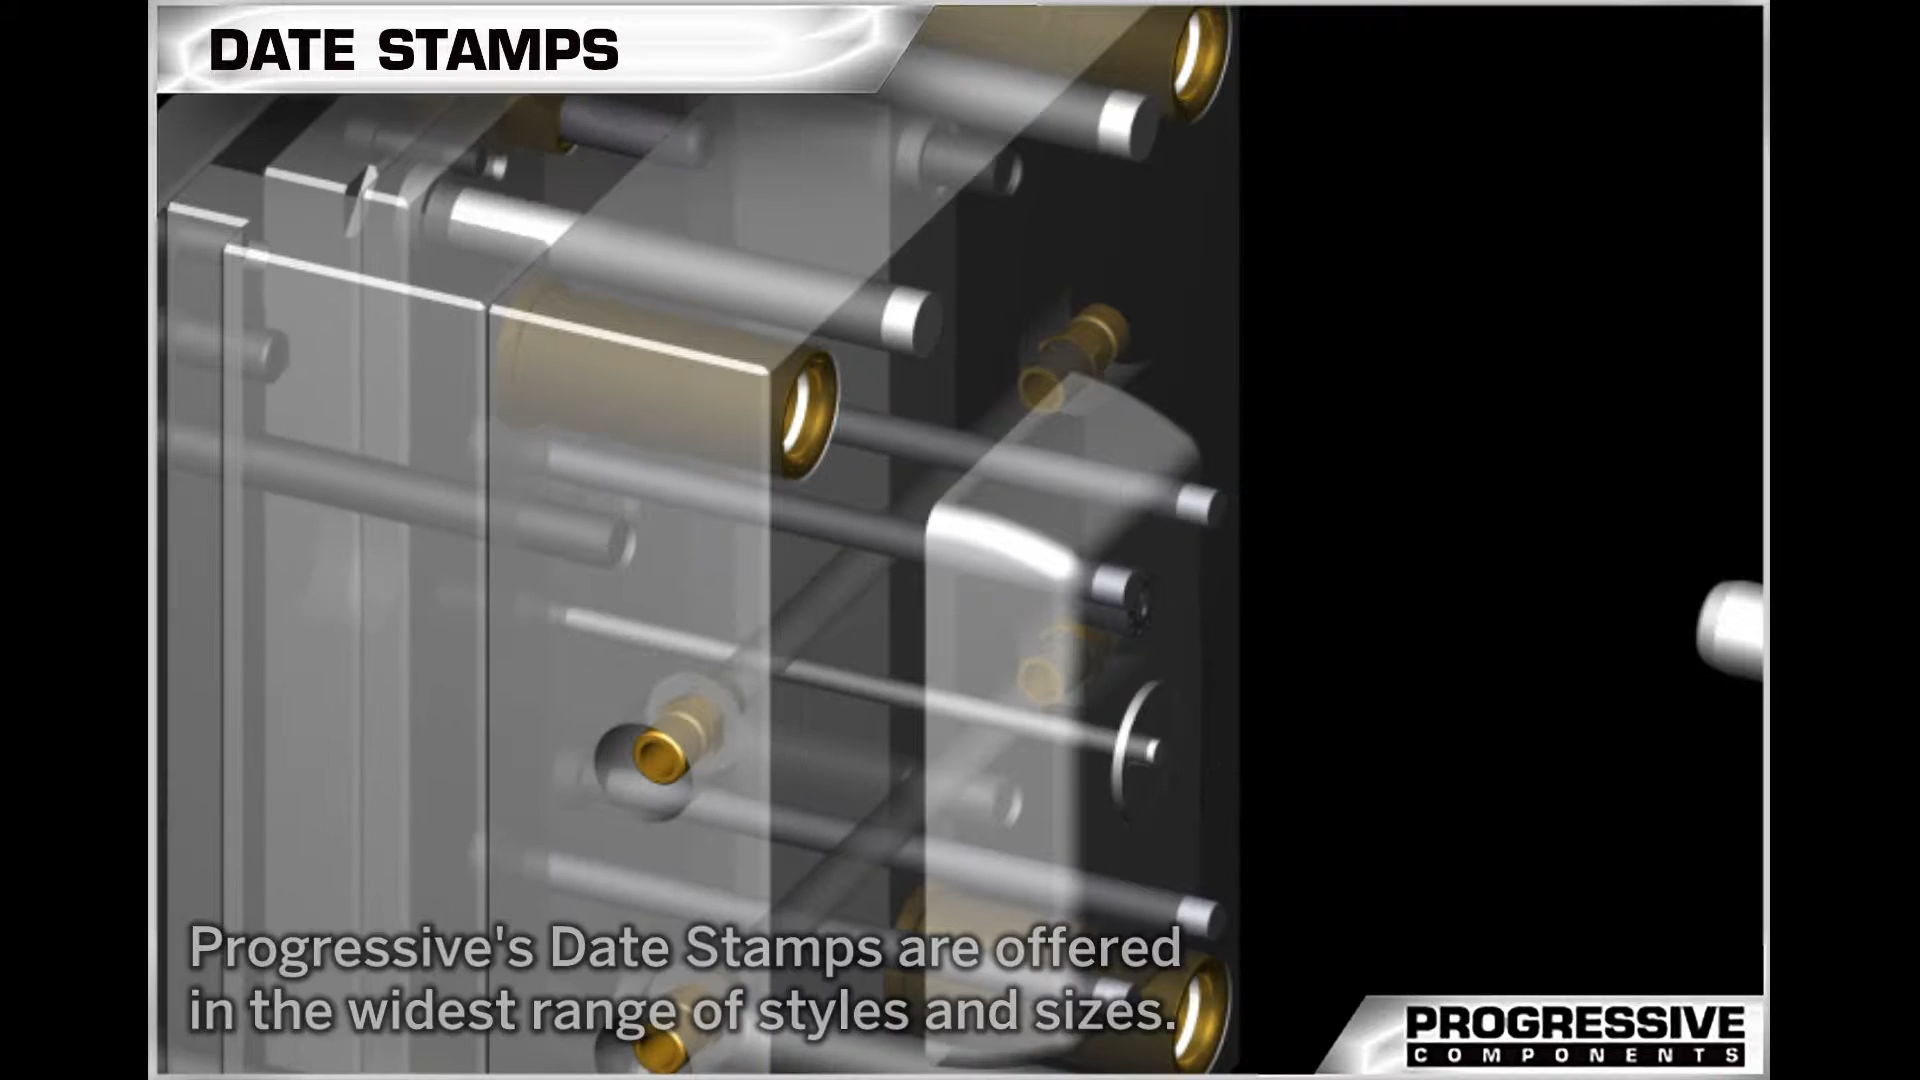 DATE STAMPS
Progressive's Date Stamps are offered
in the widest range of styles and sizes.
PROGRESSIVE
COMPONENTS